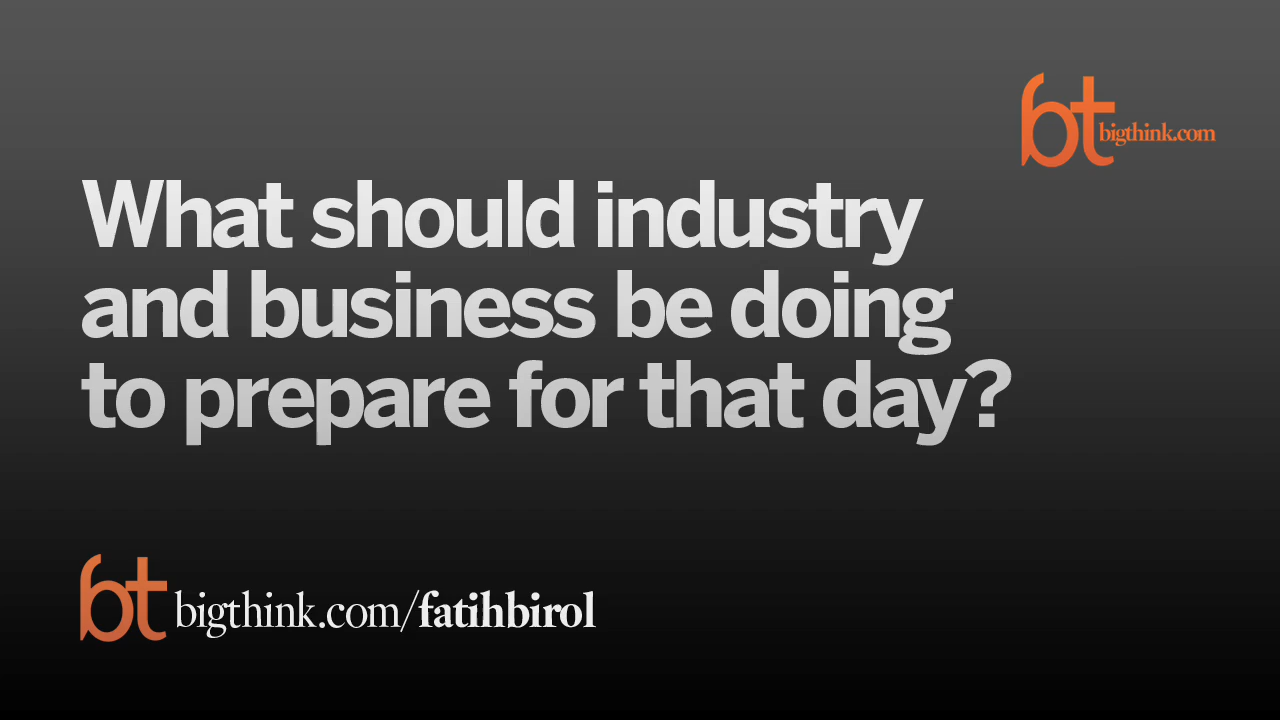 bt bigthink.com
What should industry
and business be doing
to prepare for that day?
bt bigthink.com/fatihbirol